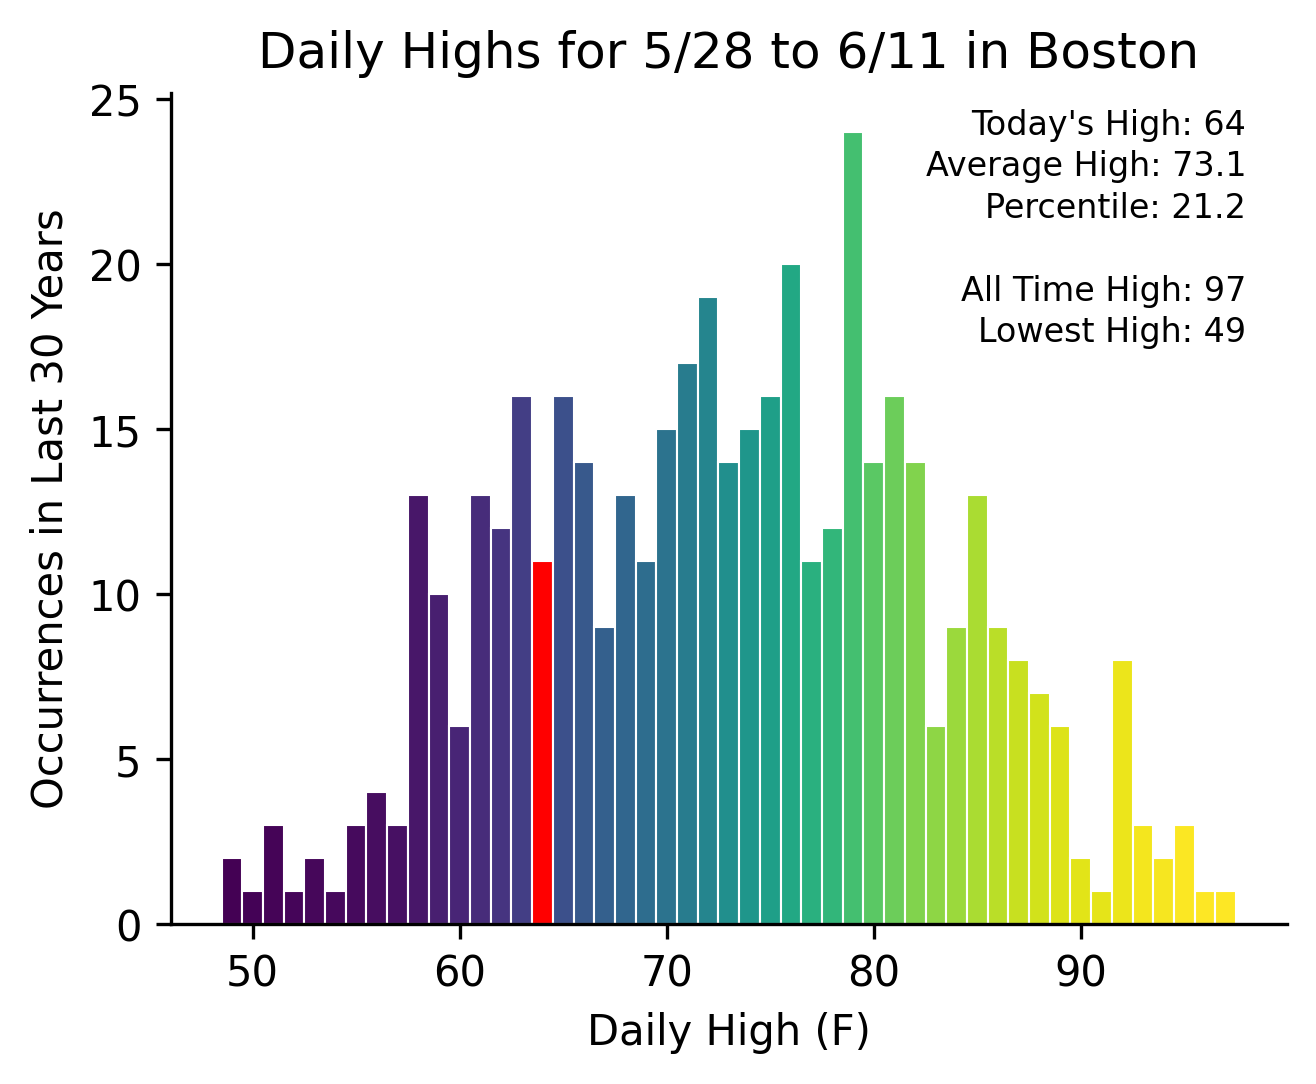 Daily Highs for 5/28 to 6/11 in Boston
Today's High: 64
Average High: 73.1
Percentile: 21.2
All Time High: 97
Lowest High: 49
Occurrences in Last 30 Years
25
20
15
10
5
0
50 60 70 80 90
Daily High (F)